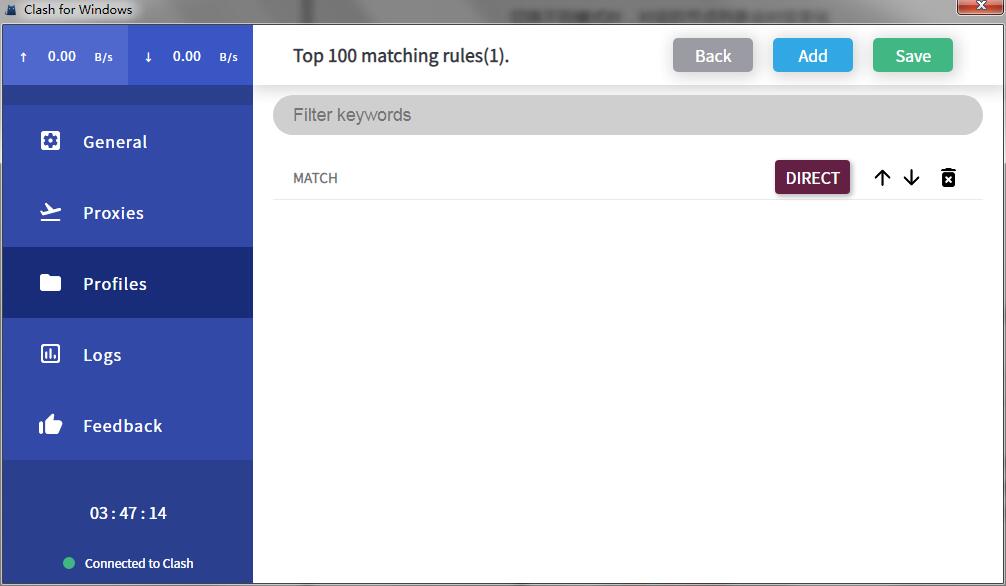 Clash for Windows
↑ 0.00 B/s ↓ 0.00 B/s
Top 100 matching rules(1).
Back
Add
Save
Filter keywords
General
MATCH
DIRECT
Proxies
Profiles
Logs
Feedback
03 : 47 : 14
Connected to Clash